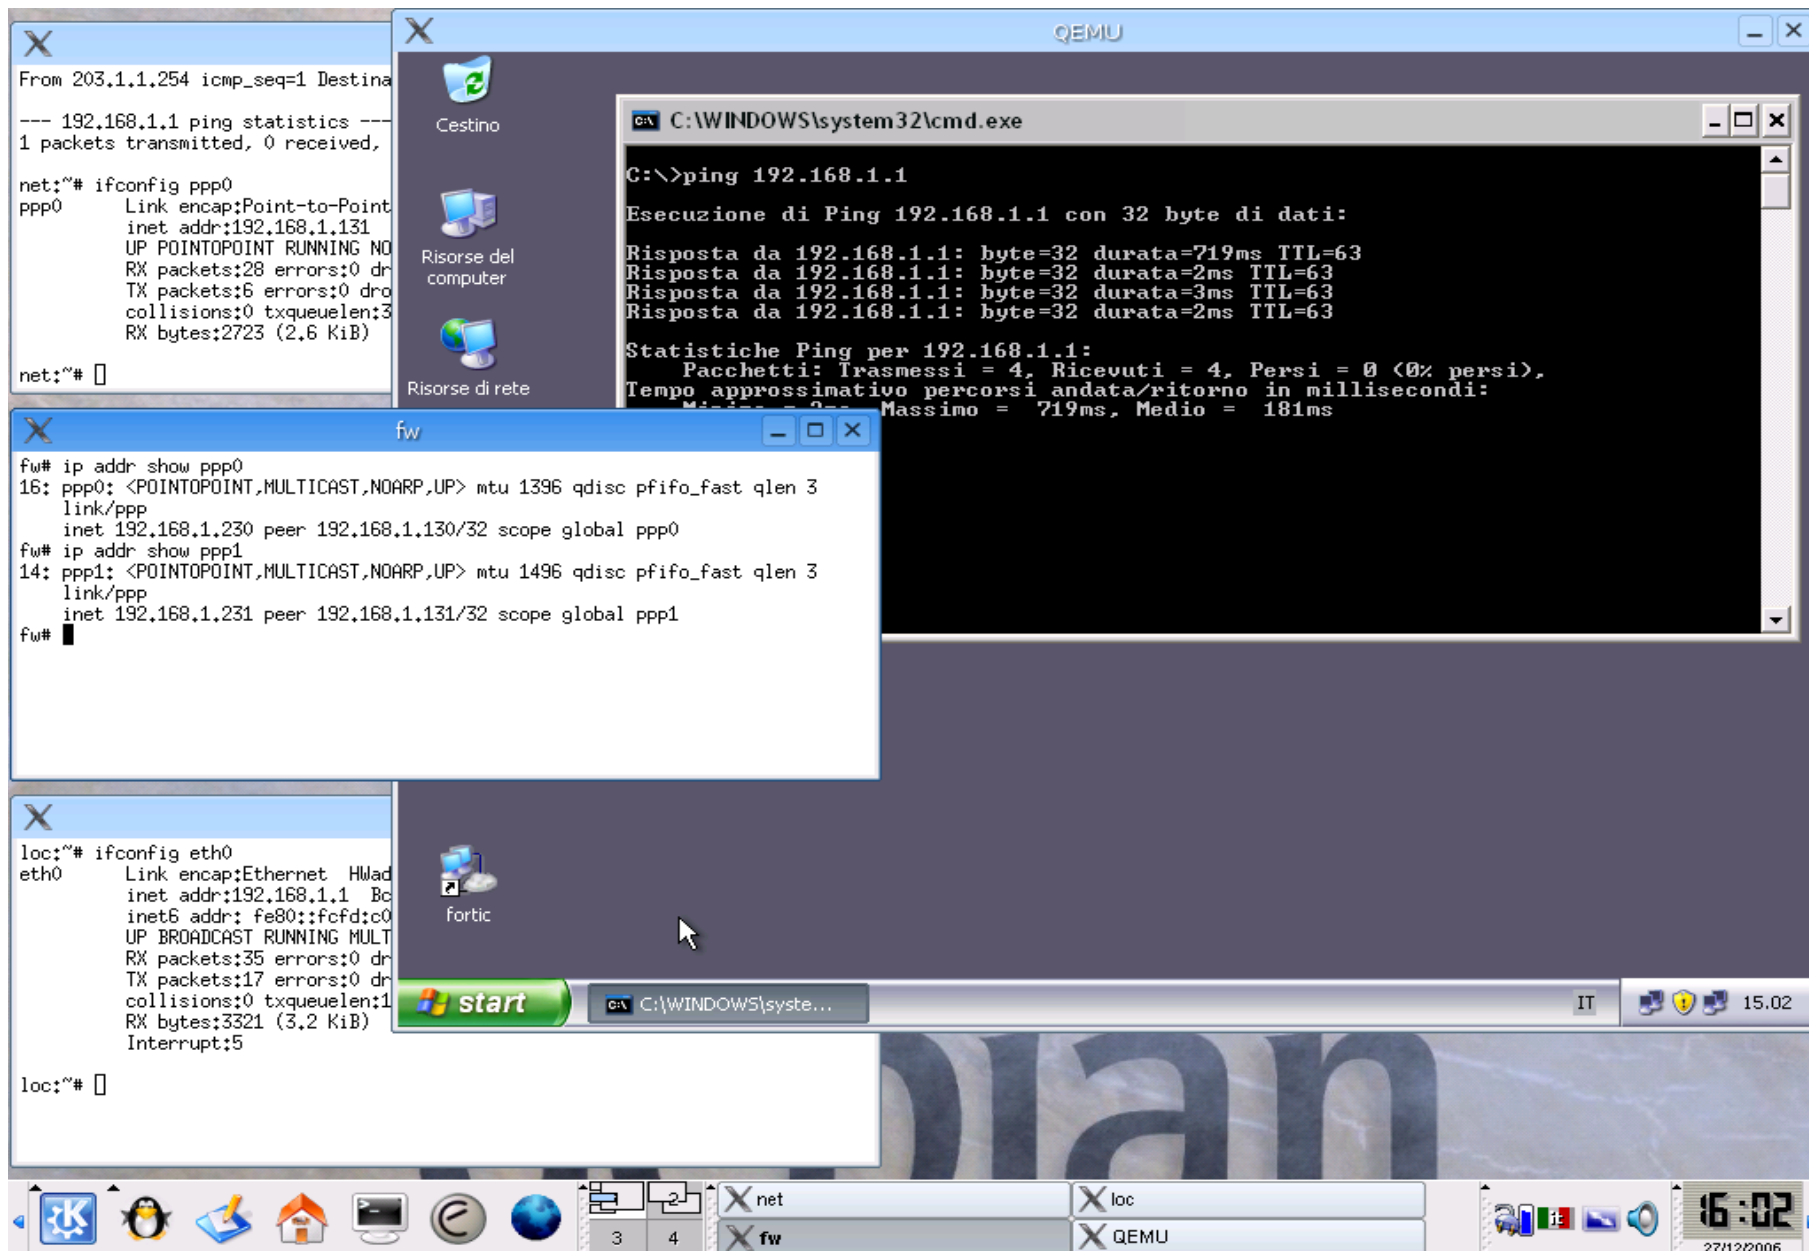 From 203.1.1.254 icmp_seq=1 Destina
--- 192.168.1.1 ping statistics ---
1 packets transmitted, 0 received,
net:~# ifconfig ppp0
ppp0 Link encap:Point-to-Point
inet addr:192.168.1.131
UP POINTOPOINT RUNNING NO
RX packets:28 errors:0 dr
TX packets:6 errors:0 dro
collisions:0 txqueuelen:3
RX bytes:2723 (2.6 KiB)
net:~#
QEMU
Cestino
Risorse del
computer
Risorse di rete
C:\WINDOWS\system32\cmd.exe
C:\>ping 192.168.1.1
Esecuzione di Ping 192.168.1.1 con 32 byte di dati:
Risposta da 192.168.1.1: byte=32 durata=719ms TTL=63
Risposta da 192.168.1.1: byte=32 durata=2ms TTL=63
Risposta da 192.168.1.1: byte=32 durata=3ms TTL=63
Risposta da 192.168.1.1: byte=32 durata=2ms TTL=63
Statistiche Ping per 192.168.1.1:
Pacchetti: Trasmessi = 4, Ricevuti = 4, Persi = 0 (0% persi),
Tempo approssimativo percorsi andata/ritorno in millisecondi:
Massimo = 719ms, Medio = 181ms
fw
fw# ip addr show ppp0
16: ppp0: <POINTOPOINT,MULTICAST,NOARP,UP> mtu 1396 qdisc pfifo_fast qlen 3
link/ppp
inet 192.168.1.230 peer 192.168.1.130/32 scope global ppp0
fw# ip addr show ppp1
14: ppp1: <POINTOPOINT,MULTICAST,NOARP,UP> mtu 1496 qdisc pfifo_fast qlen 3
link/ppp
inet 192.168.1.231 peer 192.168.1.131/32 scope global ppp1
fw#
loc:~# ifconfig eth0
eth0 Link encap:Ethernet HWad
inet addr:192.168.1.1 Bc
inet6 addr: fe80::fcfd:c0
UP BROADCAST RUNNING MULT
RX packets:35 errors:0 dr
TX packets:17 errors:0 dr
collisions:0 txqueuelen:1
RX bytes:3321 (3.2 KiB)
Interrupt:5
loc:~#
fortic
start
C:\WINDOWS\syste...
IT
15.02
bian
2
3 4
net
loc
fw
QEMU
it
16:02
27/12/2006